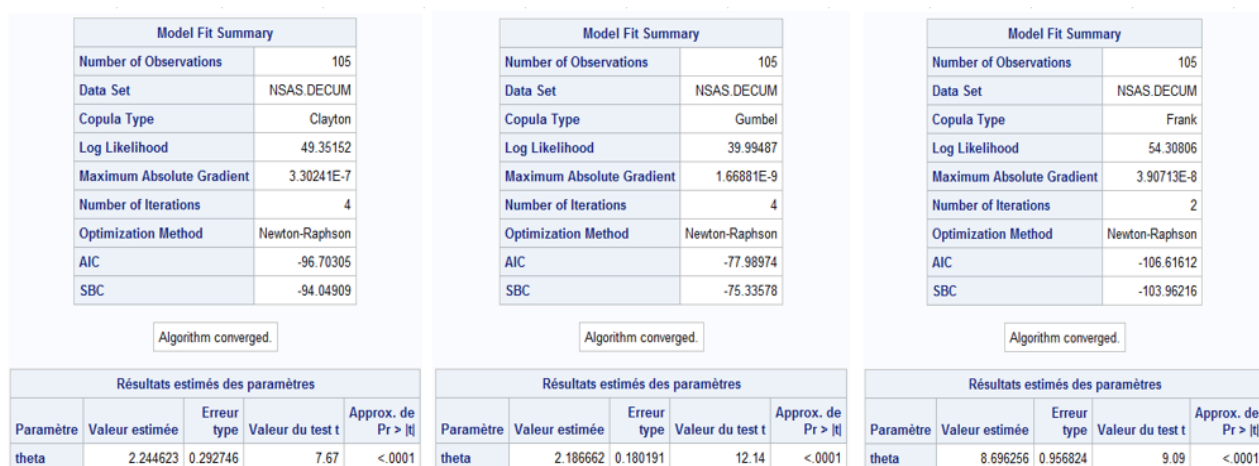 Model Fit Summary
Number of Observations 105
Data Set NSAS.DECUM
Copula Type Clayton
Log Likelihood 49.35152
Maximum Absolute Gradient 3.30241E-7
Number of Iterations 4
Optimization Method Newton-Raphson
AIC -96.70305
SBC -94.04909
Algorithm converged.
Résultats estimés des paramètres
Paramètre Valeur estimée Erreur type Valeur du test t Approx. de Pr > |t|
theta 2.244623 0.292746 7.67 <.0001
Model Fit Summary
Number of Observations 105
Data Set NSAS.DECUM
Copula Type Gumbel
Log Likelihood 39.99487
Maximum Absolute Gradient 1.66881E-9
Number of Iterations 4
Optimization Method Newton-Raphson
AIC -77.98974
SBC -75.33578
Algorithm converged.
Résultats estimés des paramètres
Paramètre Valeur estimée Erreur type Valeur du test t Approx. de Pr > |t|
theta 2.186662 0.180191 12.14 <.0001
Model Fit Summary
Number of Observations 105
Data Set NSAS.DECUM
Copula Type Frank
Log Likelihood 54.30806
Maximum Absolute Gradient 3.90713E-8
Number of Iterations 2
Optimization Method Newton-Raphson
AIC -106.61612
SBC -103.96216
Algorithm converged.
Résultats estimés des paramètres
Paramètre Valeur estimée Erreur type Valeur du test t Approx. de Pr > |t|
theta 8.696256 0.956824 9.09 <.0001